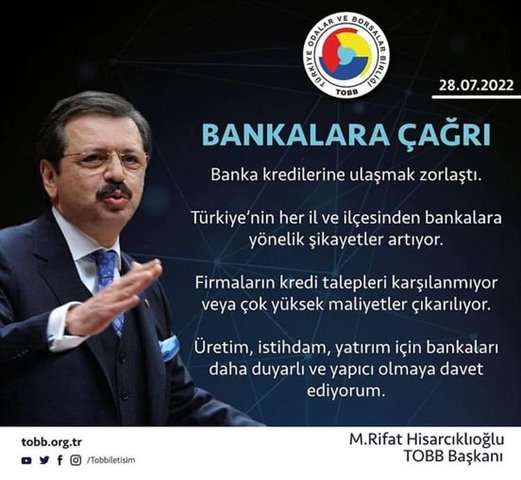 TÜRKİYE ODALAR VE BORSALAR BİRLİĞİ
TOBB
28.07.2022
BANKALARA ÇAĞRI
Banka kredilerine ulaşmak zorlaştı.
Türkiye'nin her il ve ilçesinden bankalara
yönelik şikayetler artıyor.
Firmaların kredi talepleri karşılanmıyor
veya çok yüksek maliyetler çıkarılıyor.
Üretim, istihdam, yatırım için bankaları
daha duyarlı ve yapıcı olmaya davet
ediyorum.
tobb.org.tr
/Tobbiletisim
M.Rifat Hisarcıklıoğlu
TOBB Başkanı